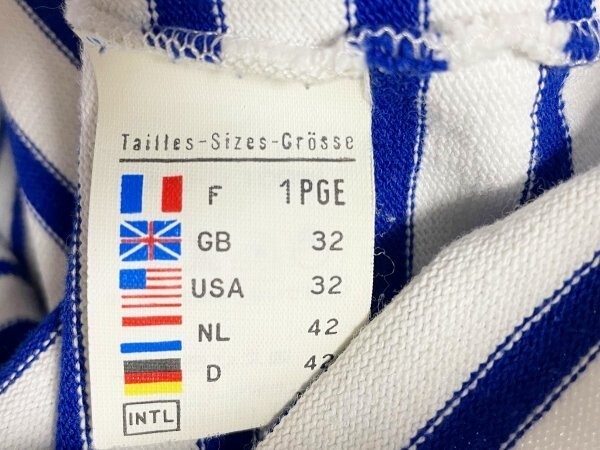 Tailles-Sizes-Grösse
F 1PGE
GB 32
USA 32
NL 42
D 42
INTL